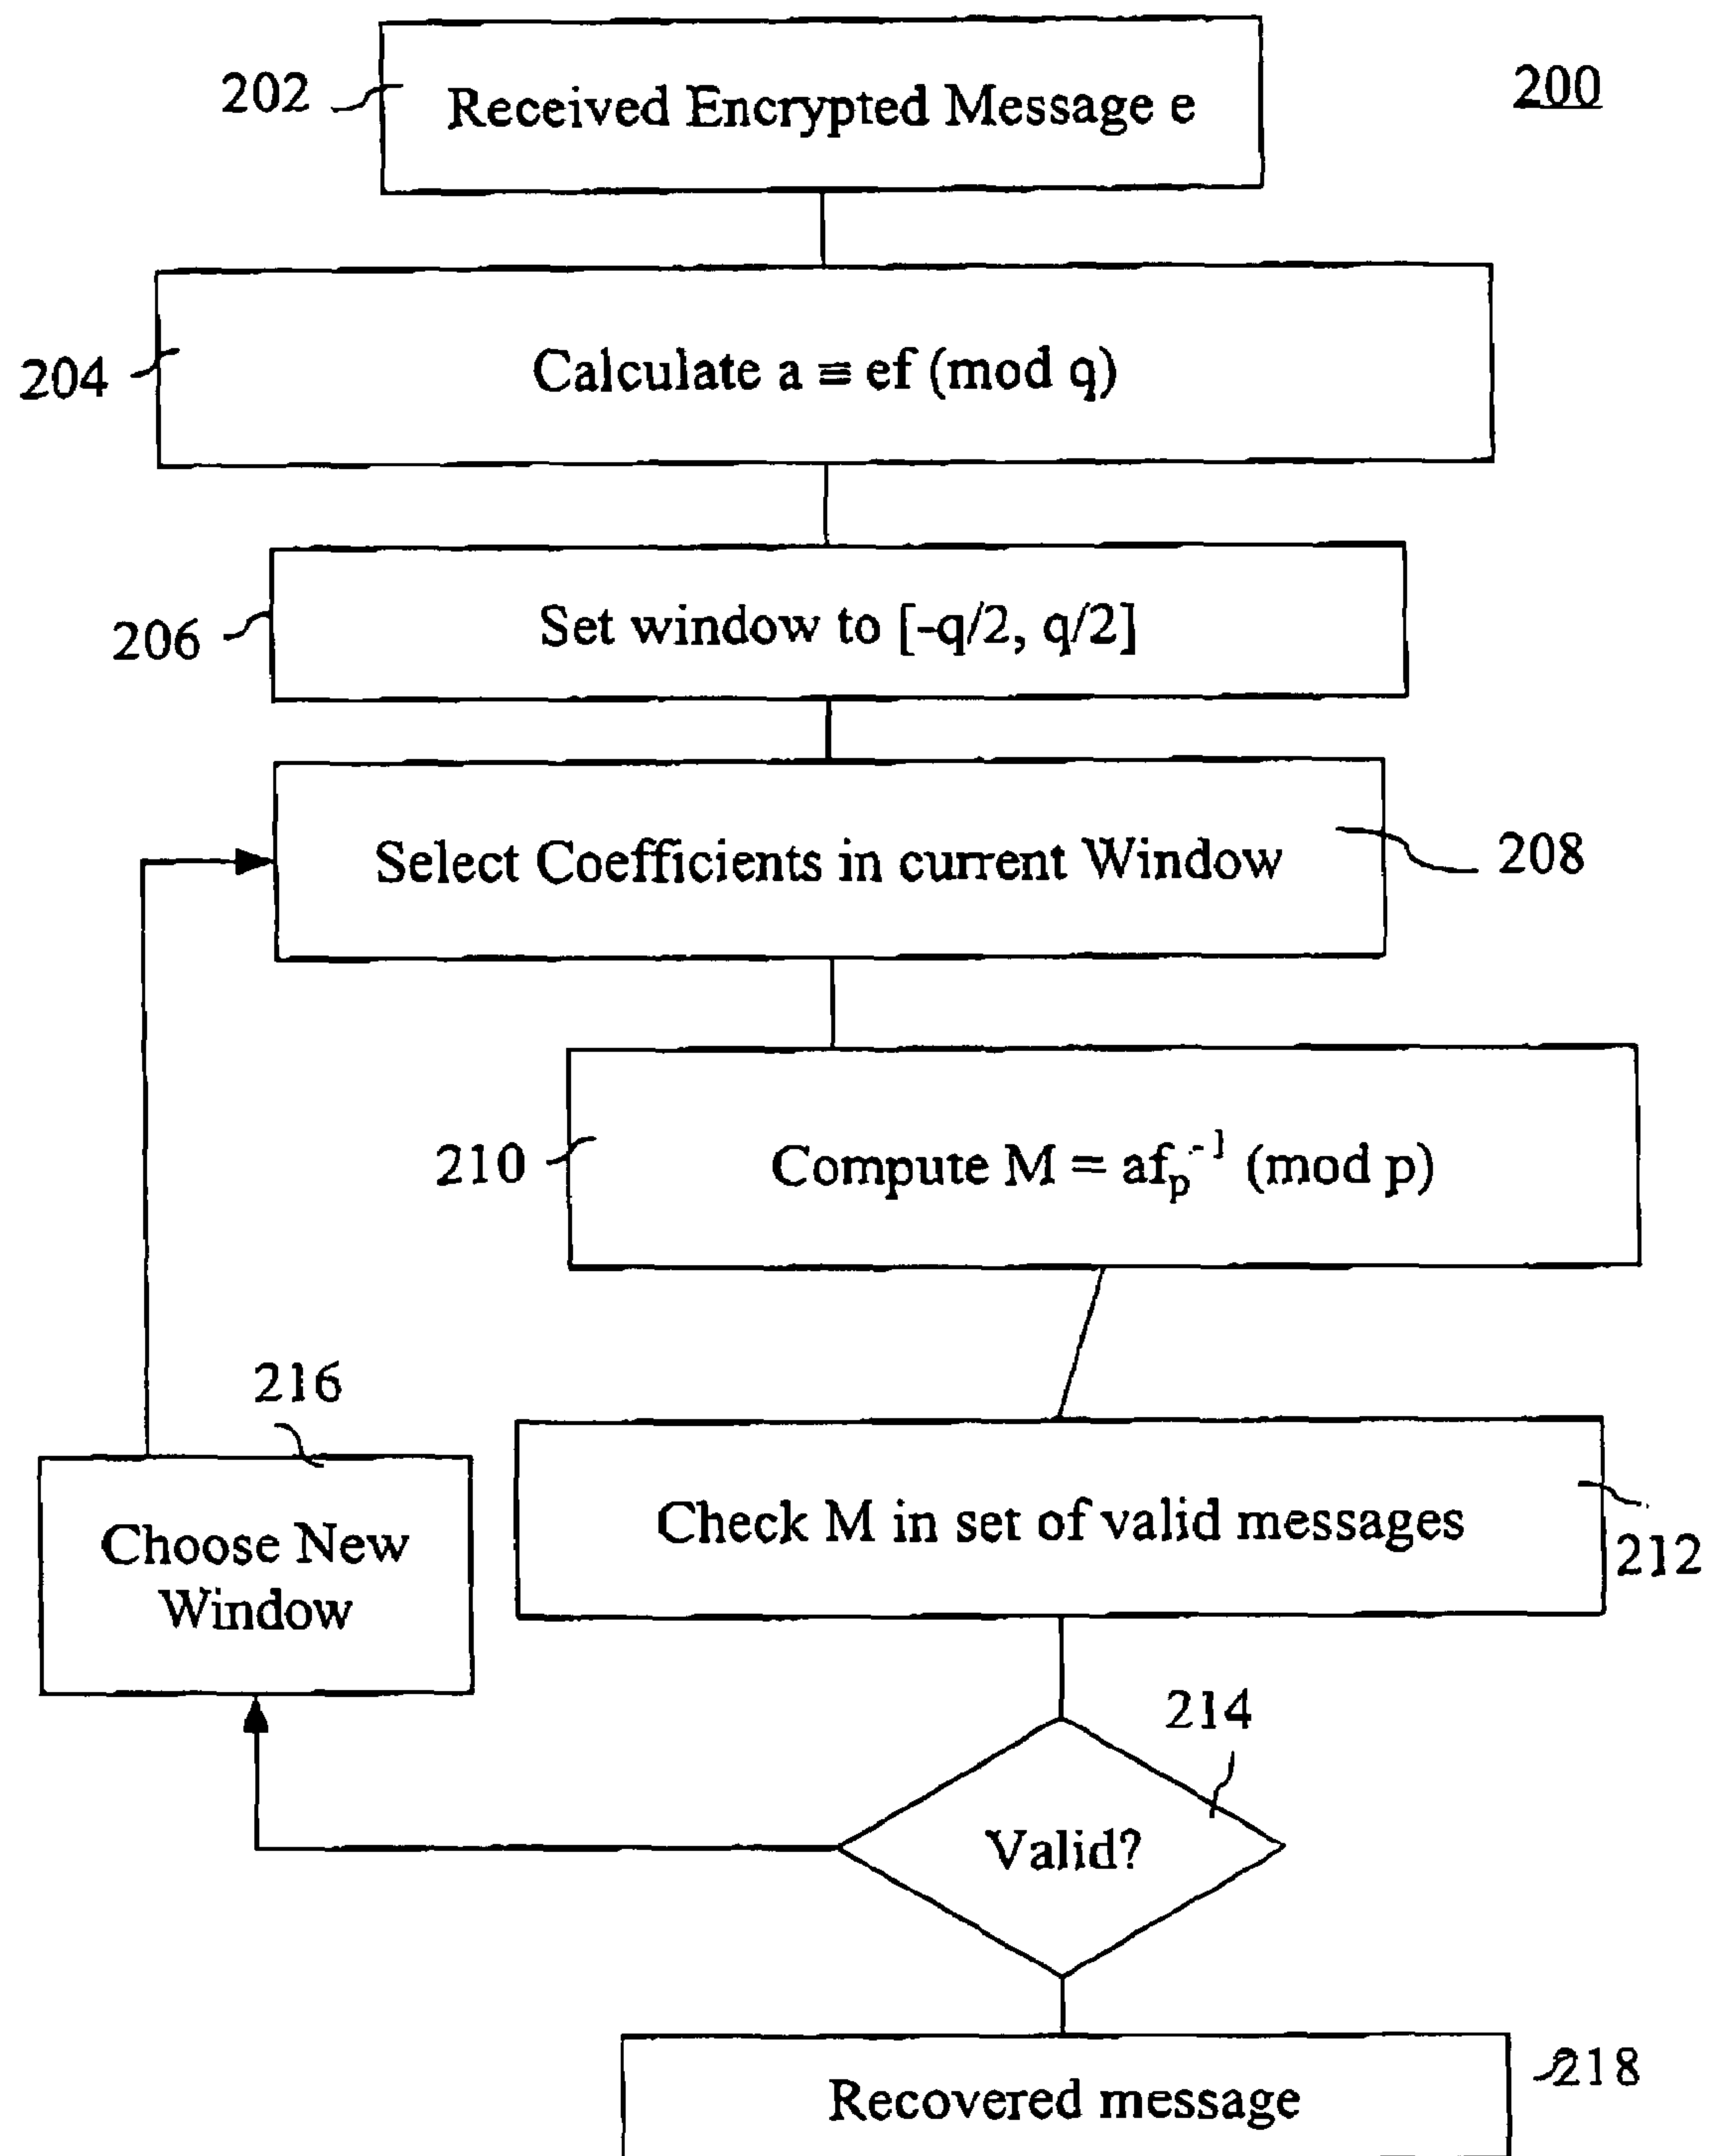 200
202
Received Encrypted Message e
204
Calculate a ≡ ef (mod q)
206
Set window to [-q/2, q/2]
208
Select Coefficients in current Window
210
Compute M = af_p^{-1} (mod p)
212
Check M in set of valid messages
216
Choose New
Window
214
Valid?
218
Recovered message